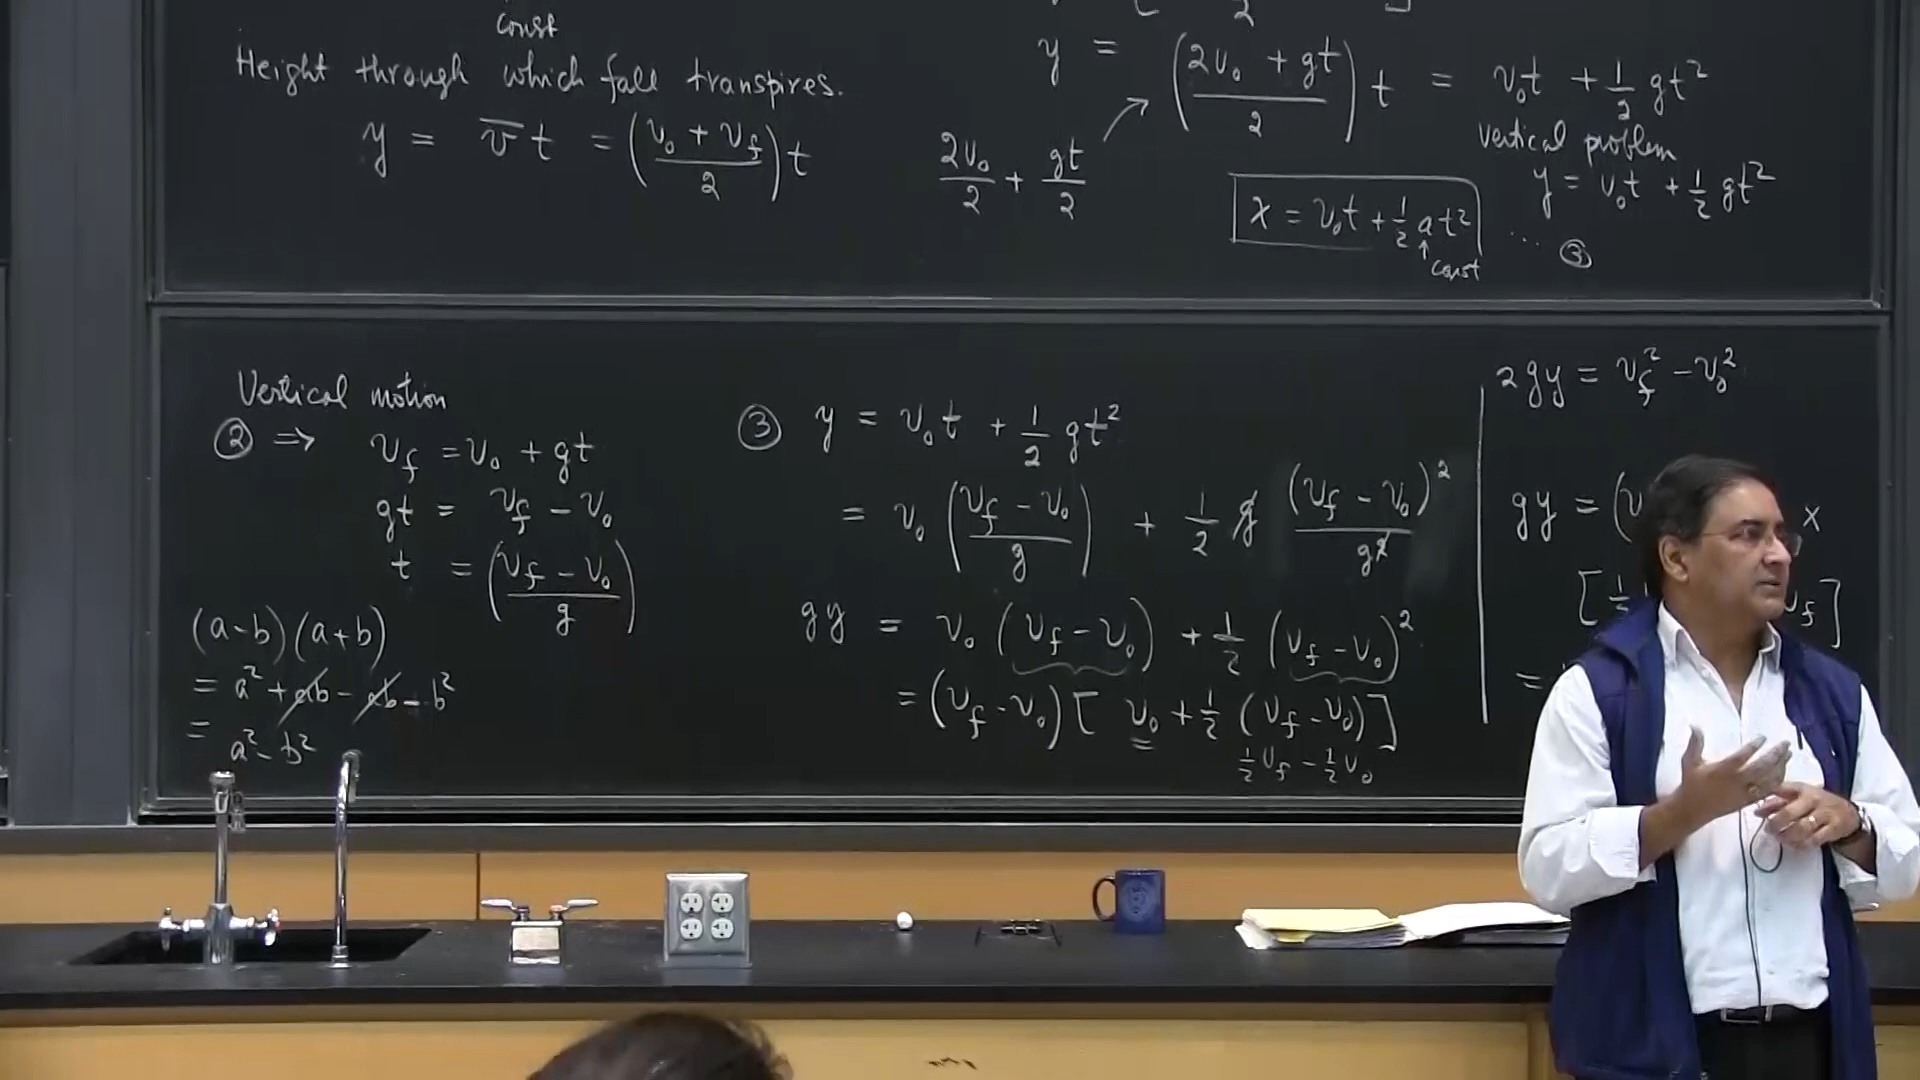 const
Height through which fall transpires.
y = v̅ t = (v₀ + v_f / 2) t
2
y = (2v₀ + gt / 2) t = v₀t + 1/2 gt²
2v₀/2 + gt/2
vertical problem
y = v₀t + 1/2 gt²
x = v₀t + 1/2 at²
... ③
↑
const
Vertical motion
② ⇒ v_f = v₀ + gt
gt = v_f - v₀
t = (v_f - v₀ / g)
(a-b)(a+b)
= a² + ab - ab - b²
=
a² - b²
③ y = v₀t + 1/2 gt²
= v₀ (v_f - v₀ / g) + 1/2 g (v_f - v₀)² / g²
gy = v₀ (v_f - v₀) + 1/2 (v_f - v₀)²
= (v_f - v₀) [ v₀ + 1/2 (v_f - v₀) ]
1/2 v_f - 1/2 v₀
2gy = v_f² - v₀²
gy = (v x
[ v_f ]
=